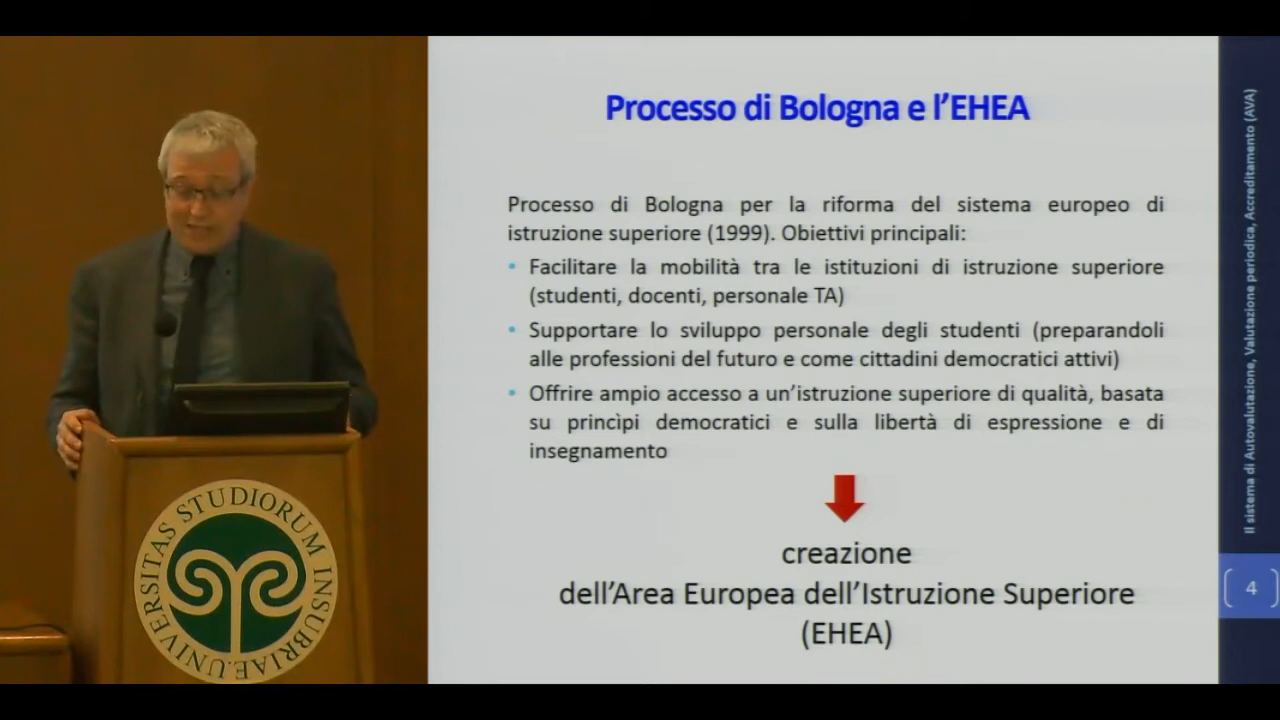 Processo di Bologna e l'EHEA
Processo di Bologna per la riforma del sistema europeo di
istruzione superiore (1999). Obiettivi principali:
• Facilitare la mobilità tra le istituzioni di istruzione superiore
(studenti, docenti, personale TA)
• Supportare lo sviluppo personale degli studenti (preparandoli
alle professioni del futuro e come cittadini democratici attivi)
• Offrire ampio accesso a un'istruzione superiore di qualità, basata
su princìpi democratici e sulla libertà di espressione e di
insegnamento
creazione
dell'Area Europea dell'Istruzione Superiore
(EHEA)
Il sistema di Autovalutazione, Valutazione periodica, Accreditamento (AVA)
4
UNIVERSITAS STUDIORUM INSUBRIAE